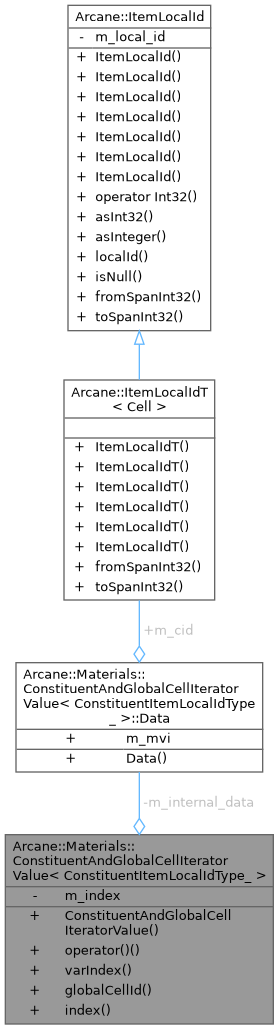 Arcane::ItemLocalId
- m_local_id
+ ItemLocalId()
+ ItemLocalId()
+ ItemLocalId()
+ ItemLocalId()
+ ItemLocalId()
+ ItemLocalId()
+ ItemLocalId()
+ operator Int32()
+ asInt32()
+ asInteger()
+ localId()
+ isNull()
+ fromSpanInt32()
+ toSpanInt32()
Arcane::ItemLocalIdT
< Cell >
+ ItemLocalIdT()
+ ItemLocalIdT()
+ ItemLocalIdT()
+ ItemLocalIdT()
+ ItemLocalIdT()
+ ItemLocalIdT()
+ fromSpanInt32()
+ toSpanInt32()
+m_cid
Arcane::Materials::
ConstituentAndGlobalCellIterator
Value< ConstituentItemLocalIdType
_ >::Data
+ m_mvi
+ Data()
-m_internal_data
Arcane::Materials::
ConstituentAndGlobalCellIterator
Value< ConstituentItemLocalIdType_ >
- m_index
+ ConstituentAndGlobalCell
IteratorValue()
+ operator()()
+ varIndex()
+ globalCellId()
+ index()